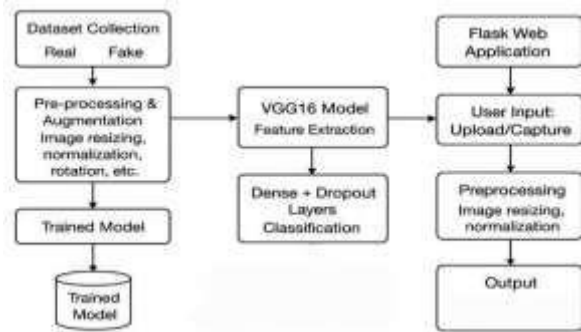 Dataset Collection
Real Fake
Pre-processing &
Augmentation
Image resizing,
normalization,
rotation, etc.
Trained Model
Trained
Model
VGG16 Model
Feature Extraction
Dense + Dropout
Layers
Classification
Flask Web
Application
User Input:
Upload/Capture
Preprocessing
Image resizing,
normalization
Output